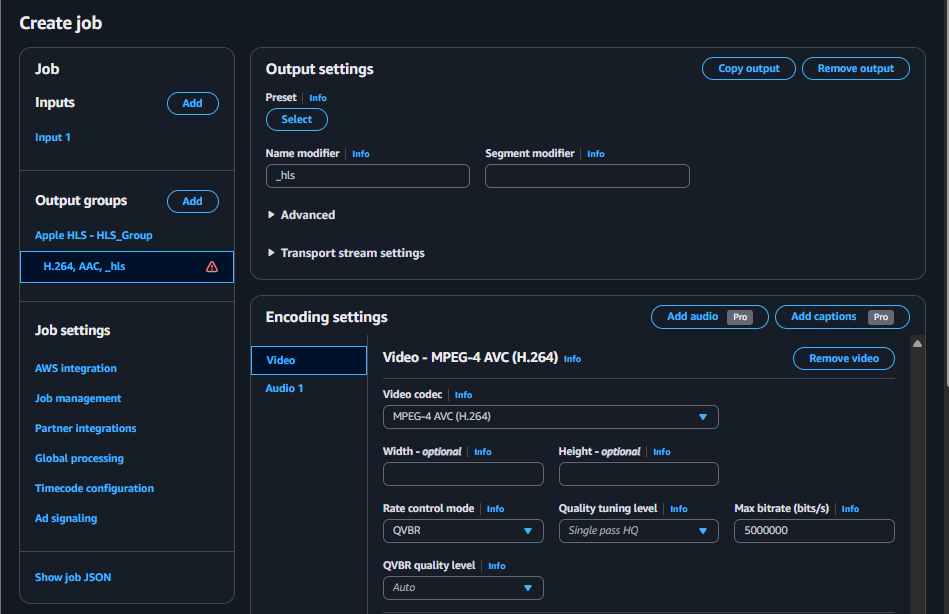 Create job
Job
Inputs
Add
Input 1
Output groups
Add
Apple HLS - HLS_Group
H.264, AAC, _hls
Job settings
AWS integration
Job management
Partner integrations
Global processing
Timecode configuration
Ad signaling
Show job JSON
Output settings
Copy output
Remove output
Preset Info
Select
Name modifier Info
Segment modifier Info
_hls
Advanced
Transport stream settings
Encoding settings
Add audio Pro
Add captions Pro
Video
Audio 1
Video - MPEG-4 AVC (H.264) Info
Remove video
Video codec Info
MPEG-4 AVC (H.264)
Width - optional Info
Height - optional Info
Rate control mode Info
Quality tuning level Info
Max bitrate (bits/s) Info
QVBR
Single pass HQ
5000000
QVBR quality level Info
Auto